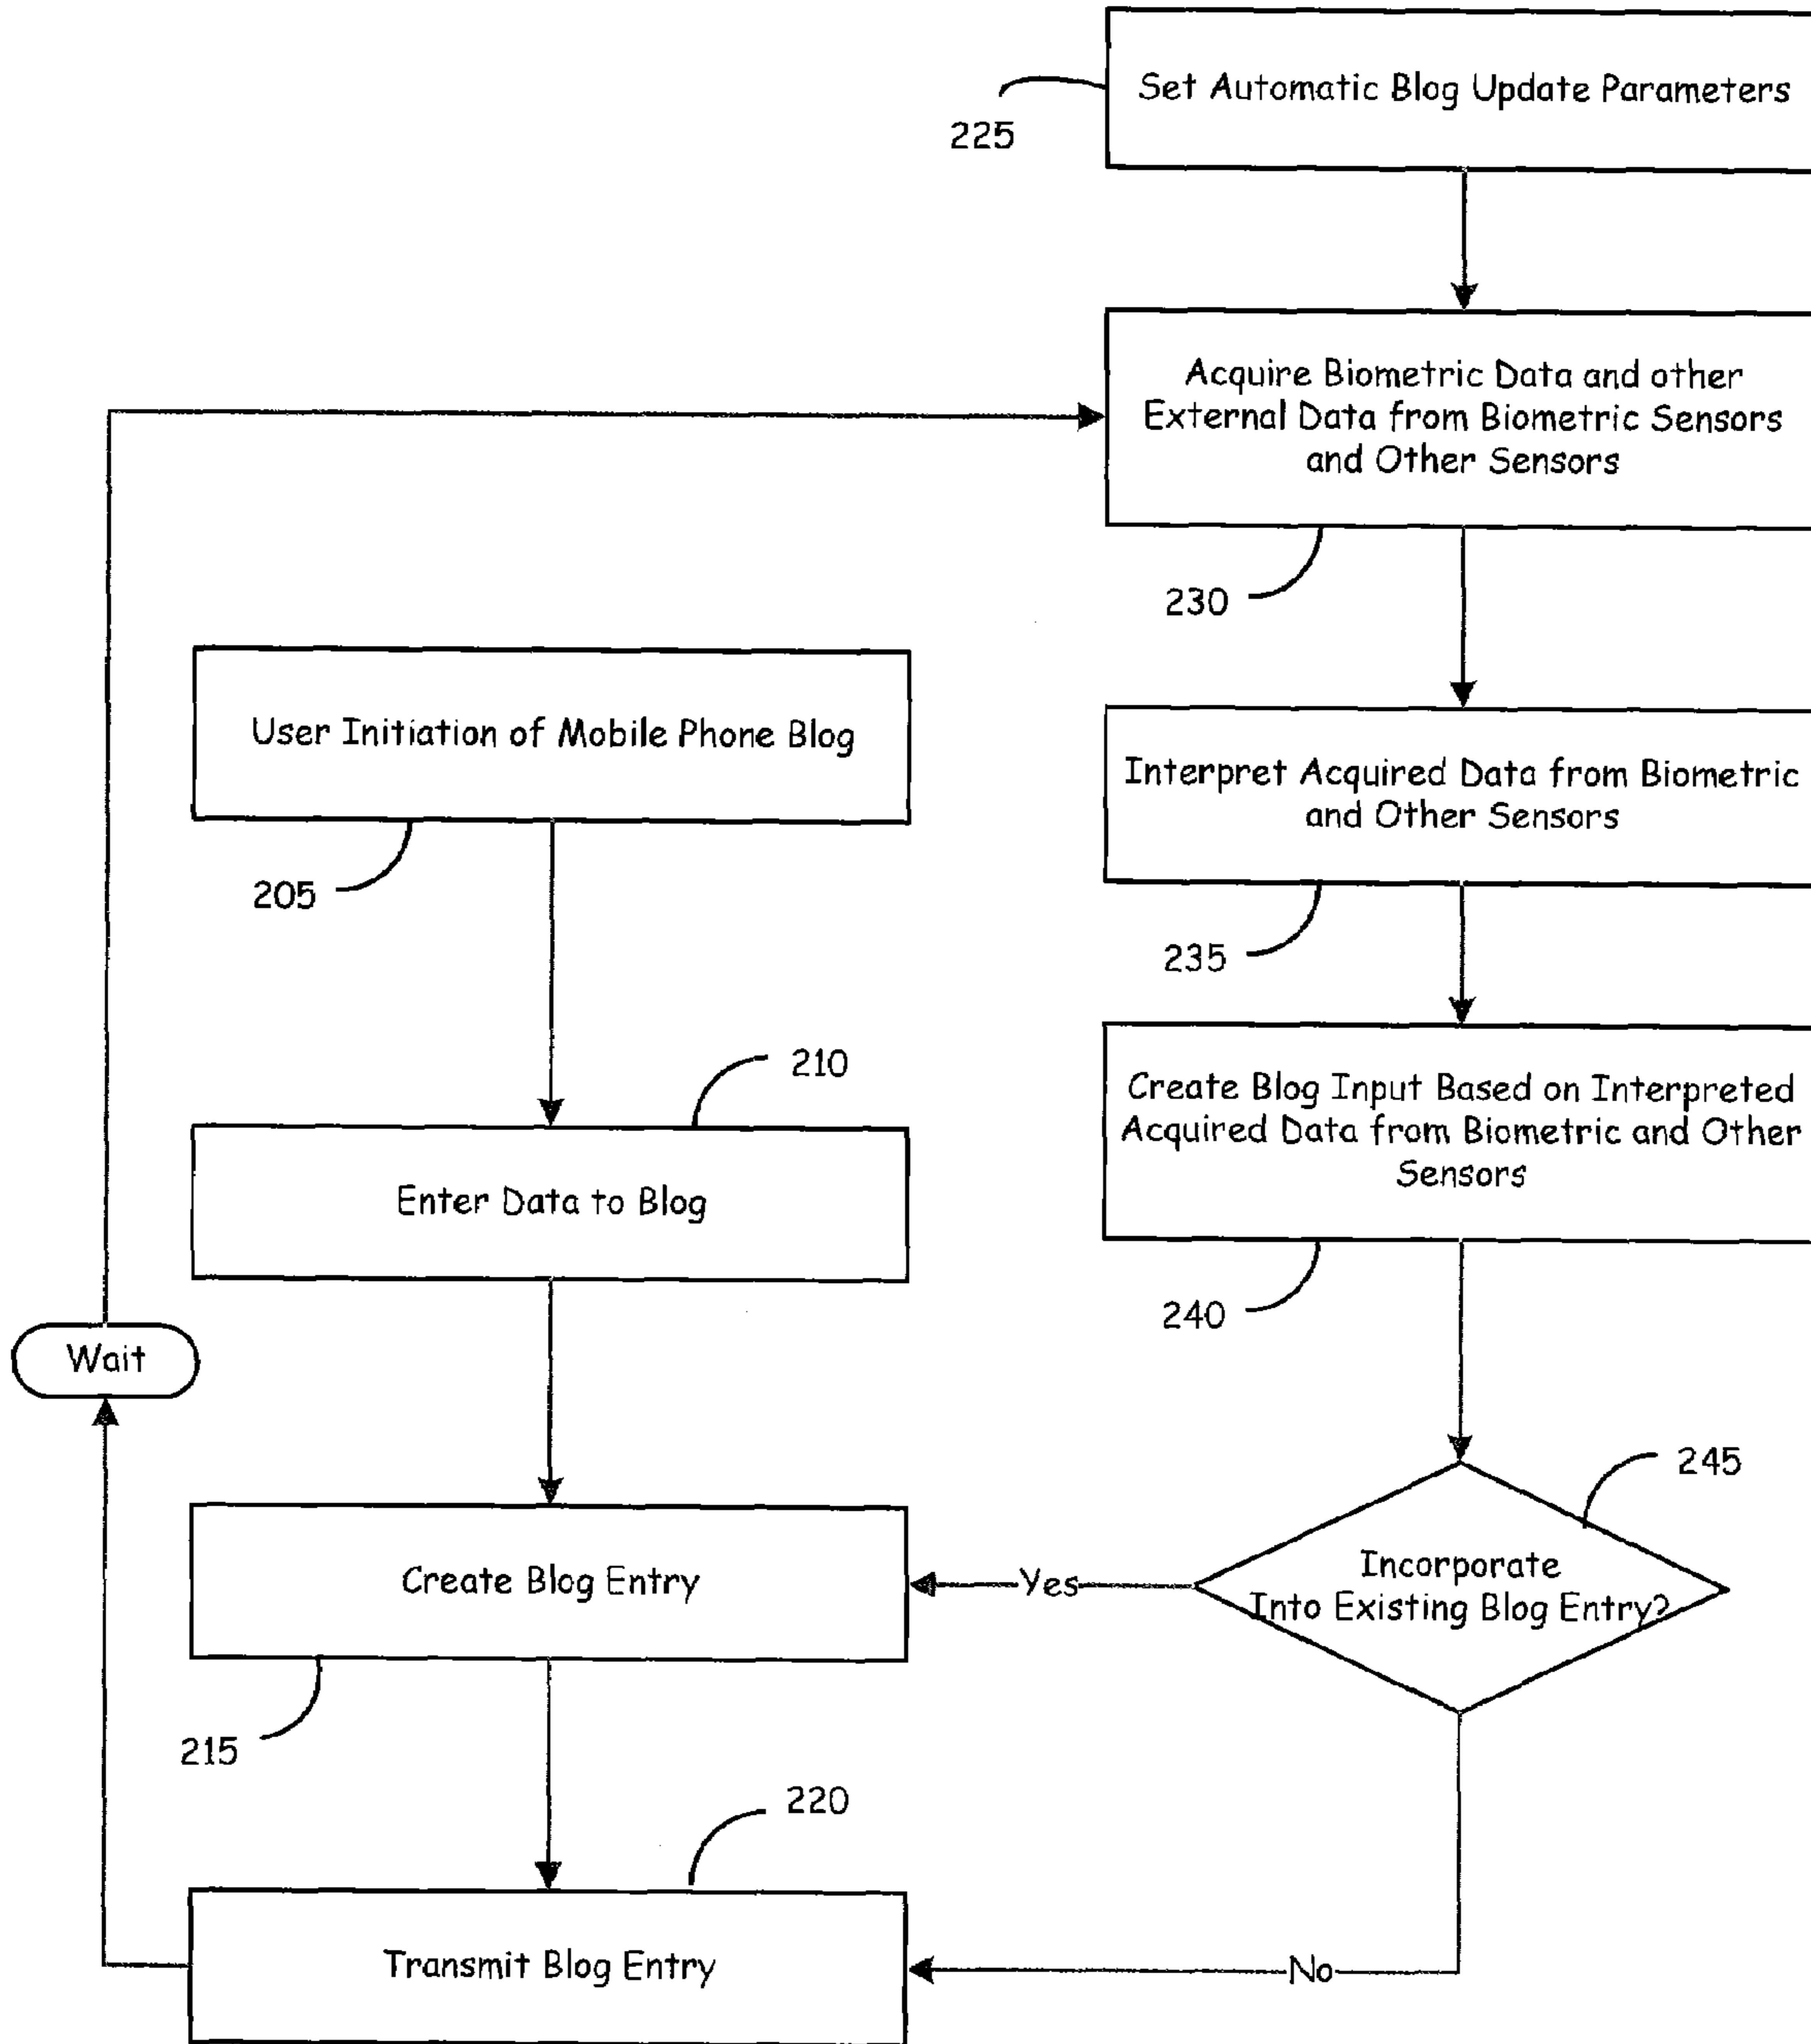 Set Automatic Blog Update Parameters
225
Acquire Biometric Data and other
External Data from Biometric Sensors
and Other Sensors
230
User Initiation of Mobile Phone Blog
205
Interpret Acquired Data from Biometric
and Other Sensors
235
210
Enter Data to Blog
Create Blog Input Based on Interpreted
Acquired Data from Biometric and Other
Sensors
240
Wait
245
Incorporate
Into Existing Blog Entry?
Yes
Create Blog Entry
215
220
Transmit Blog Entry
No